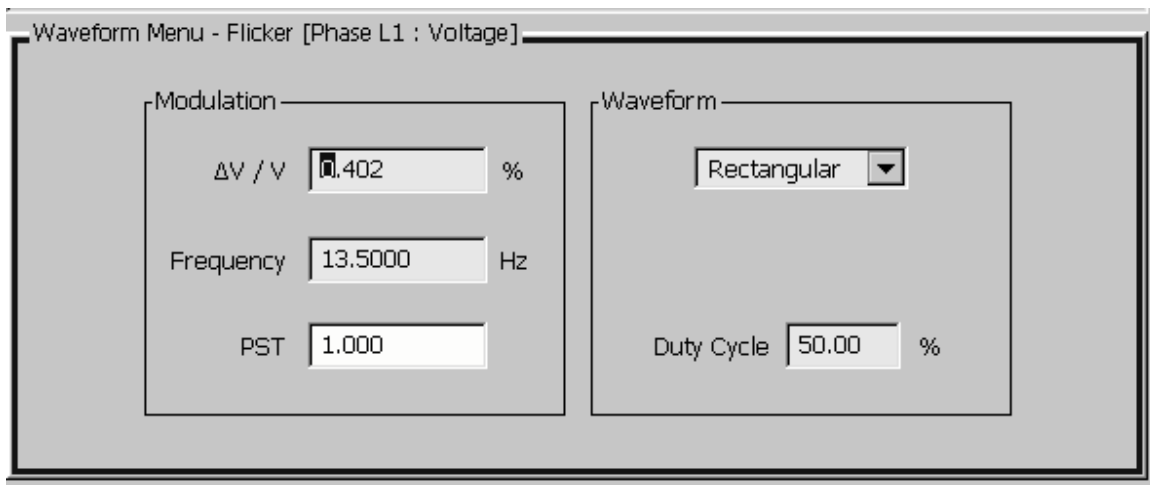 Waveform Menu - Flicker [Phase L1 : Voltage]
Modulation
ΔV / V 0.402 %
Frequency 13.5000 Hz
PST 1.000
Waveform
Rectangular
Duty Cycle 50.00 %